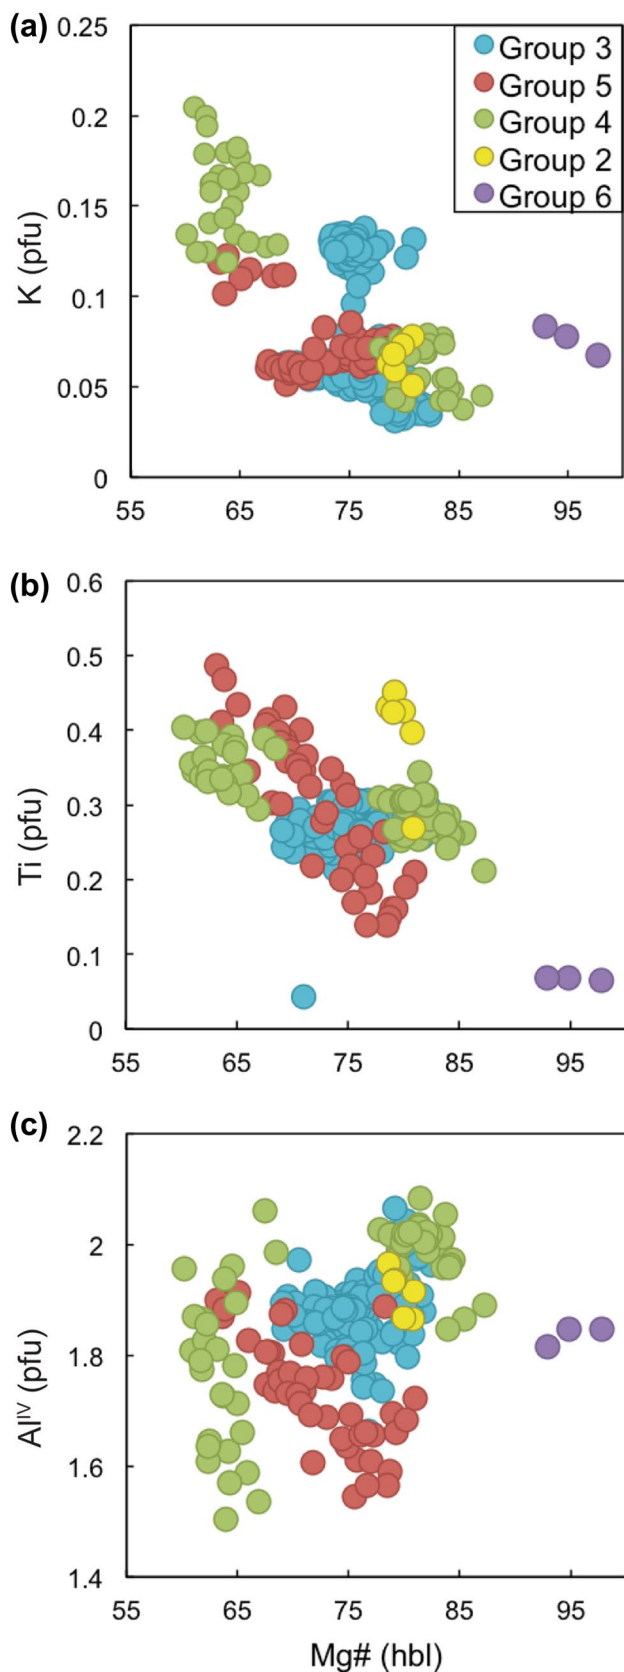 (a)
0.25
0.2
0.15
0.1
0.05
0
K (pfu)
Group 3
Group 5
Group 4
Group 2
Group 6
55 65 75 85 95
(b)
0.6
0.5
0.4
0.3
0.2
0.1
0
Ti (pfu)
55 65 75 85 95
(c)
2.2
2
1.8
1.6
1.4
Al^IV (pfu)
55 65 75 85 95
Mg# (hbl)